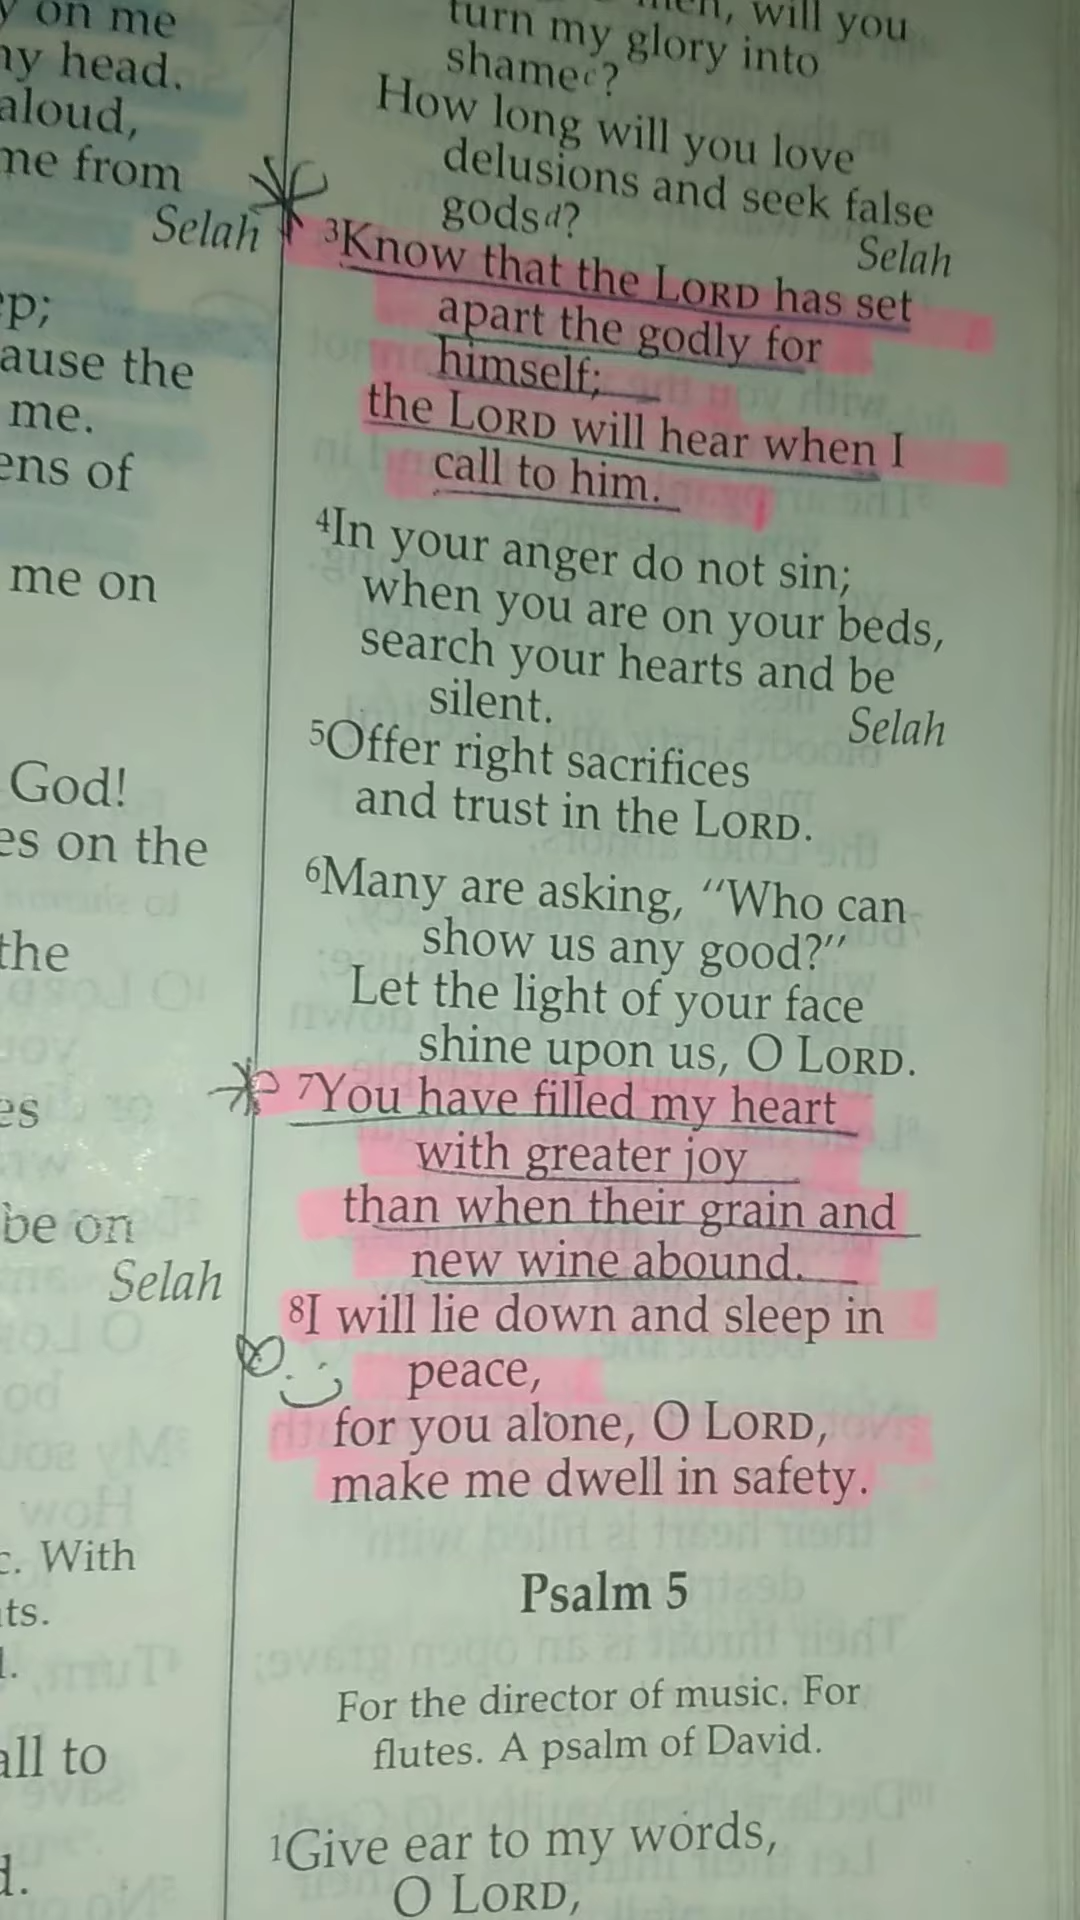 on me
my head.
aloud,
me from
Selah
ep;
ause the
me.
ens of
me on
God!
es on the
the
es
be on
Selah
c. With
ts.
l.
all to
d.
will you
turn my glory into
shameᶜ?
How long will you love
delusions and seek false
godsᵈ?
Selah
³Know that the LORD has set
apart the godly for
himself;
the LORD will hear when I
call to him.
⁴In your anger do not sin;
when you are on your beds,
search your hearts and be
silent.
Selah
⁵Offer right sacrifices
and trust in the LORD.
⁶Many are asking, "Who can
show us any good?"
Let the light of your face
shine upon us, O LORD.
⁷You have filled my heart
with greater joy
than when their grain and
new wine abound.
⁸I will lie down and sleep in
peace,
for you alone, O LORD,
make me dwell in safety.
Psalm 5
For the director of music. For
flutes. A psalm of David.
¹Give ear to my words,
O LORD,